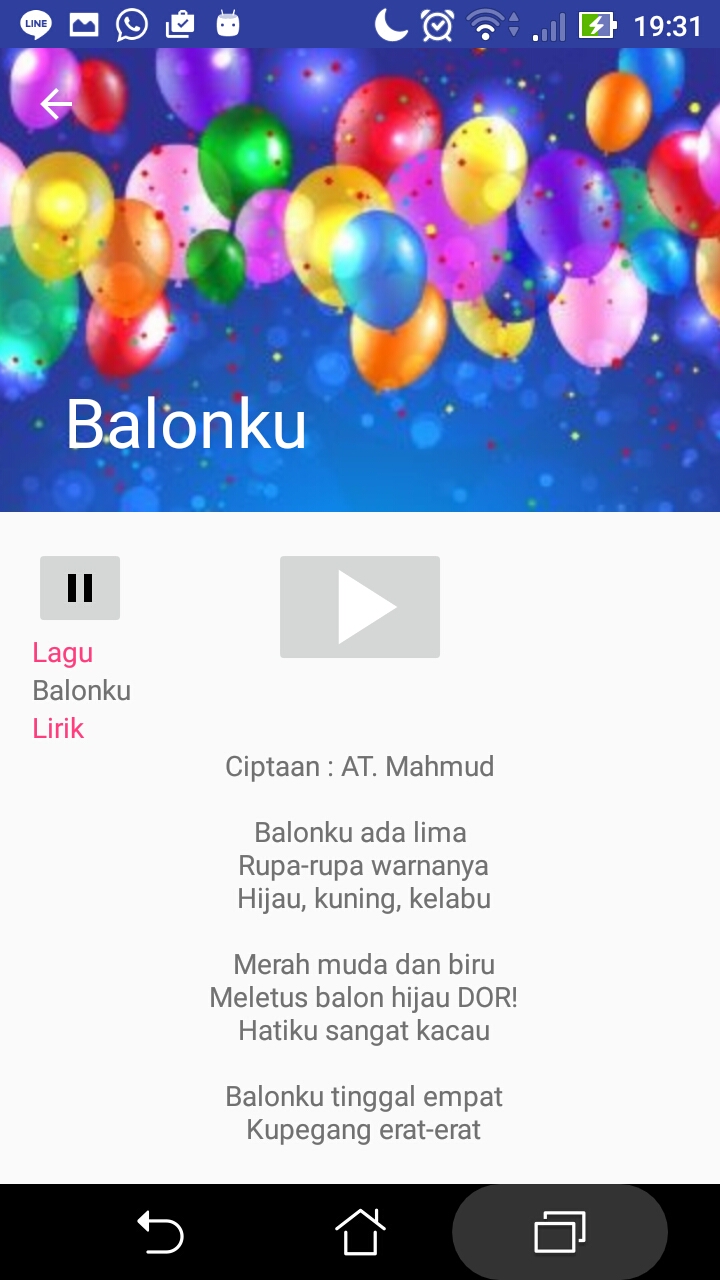 LINE
19:31
Balonku
Lagu
Balonku
Lirik
Ciptaan : AT. Mahmud
Balonku ada lima
Rupa-rupa warnanya
Hijau, kuning, kelabu
Merah muda dan biru
Meletus balon hijau DOR!
Hatiku sangat kacau
Balonku tinggal empat
Kupegang erat-erat